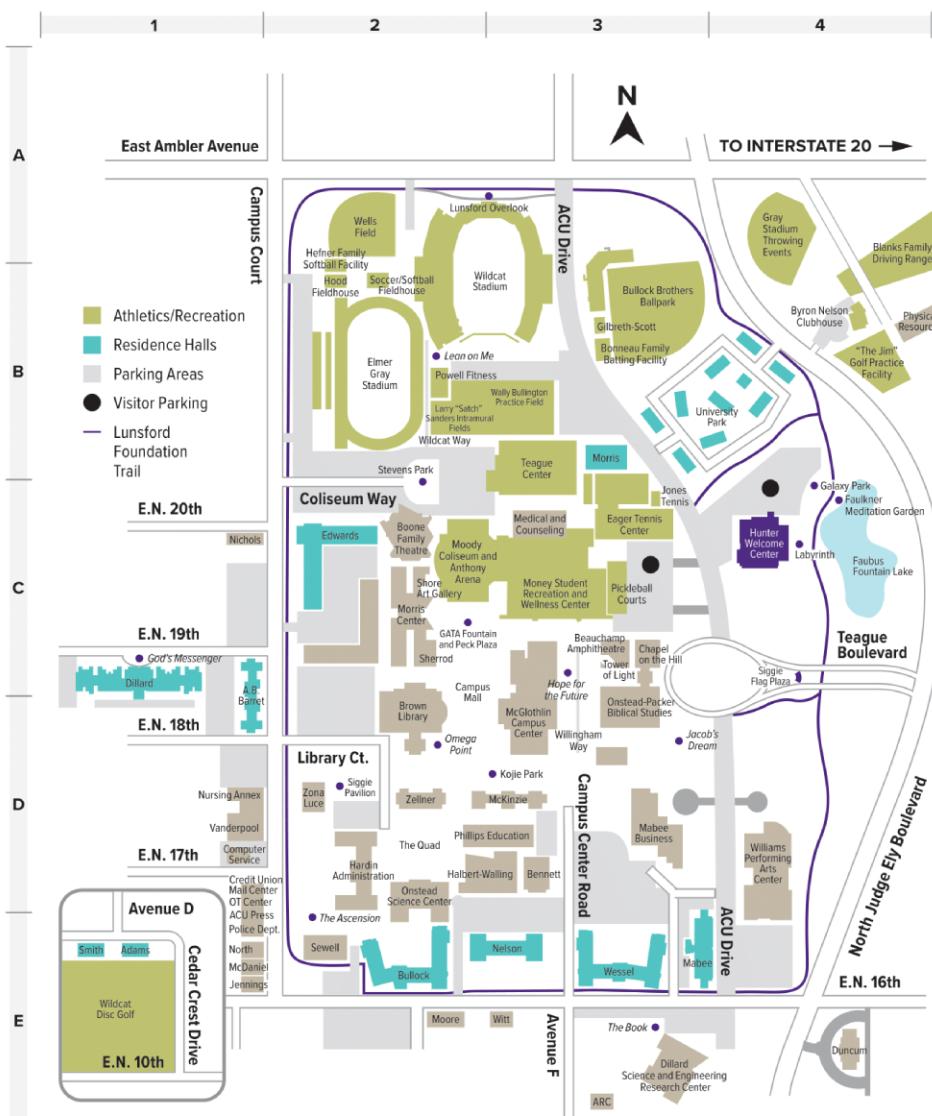 1
2
3
4
A
B
C
D
E
N
East Ambler Avenue
TO INTERSTATE 20
Campus Court
ACU Drive
Lunsford Overlook
Wells
Field
Hefner Family
Softball Facility
Hood
Fieldhouse
Soccer/Softball
Fieldhouse
Wildcat
Stadium
Gray
Stadium
Throwing
Events
Blanks Family
Driving Range
Bullock Brothers
Ballpark
Byron Nelson
Clubhouse
Gilbreth-Scott
Bonneau Family
Batting Facility
"The Jim"
Golf Practice
Facility
Athletics/Recreation
Residence Halls
Parking Areas
Visitor Parking
Lunsford
Foundation
Trail
Elmer
Gray
Stadium
Lean on Me
Powell Fitness
Larry "Satch"
Sanders Intramural
Fields
Wally Bullington
Practice Field
Wildcat Way
University
Park
Stevens Park
Teague
Center
Morris
Jones
Tennis
Galaxy Park
Faulkner
Meditation Garden
E.N. 20th
Coliseum Way
Nichols
Edwards
Boone
Family
Theatre
Moody
Coliseum and
Anthony
Arena
Medical and
Counseling
Eager Tennis
Center
Hunter
Welcome
Center
Labyrinth
Faubus
Fountain Lake
Shore
Art Gallery
Money Student
Recreation and
Wellness Center
Pickleball
Courts
Morris
Center
E.N. 19th
GATA Fountain
and Peck Plaza
Sherrod
Beauchamp
Amphitheatre
Chapel
on the Hill
Tower
of Light
Teague
Boulevard
God's Messenger
Dillard
A.B.
Barret
Campus
Mall
Hope for
the Future
Siggie
Flag Plaza
Brown
Library
McGlothlin
Campus
Center
Onstead-Packer
Biblical Studies
E.N. 18th
Omega
Point
Willingham
Way
Jacob's
Dream
Library Ct.
Siggie
Pavilion
Kojie Park
Zona
Luce
Zellner
McKinzie
Nursing Annex
Vanderpool
Campus Center Road
Mabee
Business
Phillips Education
The Quad
Williams
Performing
Arts
Center
Computer
Service
E.N. 17th
Hardin
Administration
Halbert-Walling
Bennett
Onstead
Science Center
Credit Union
Mail Center
OT Center
ACU Press
Police Dept.
North
McDaniel
Jennings
The Ascension
Sewell
Bullock
Nelson
Wessel
Mabee
ACU Drive
North Judge Ely Boulevard
E.N. 16th
Avenue D
Smith
Adams
Cedar Crest Drive
Wildcat
Disc Golf
E.N. 10th
Moore
Witt
Avenue F
The Book
Dillard
Science and Engineering
Research Center
ARC
Duncum